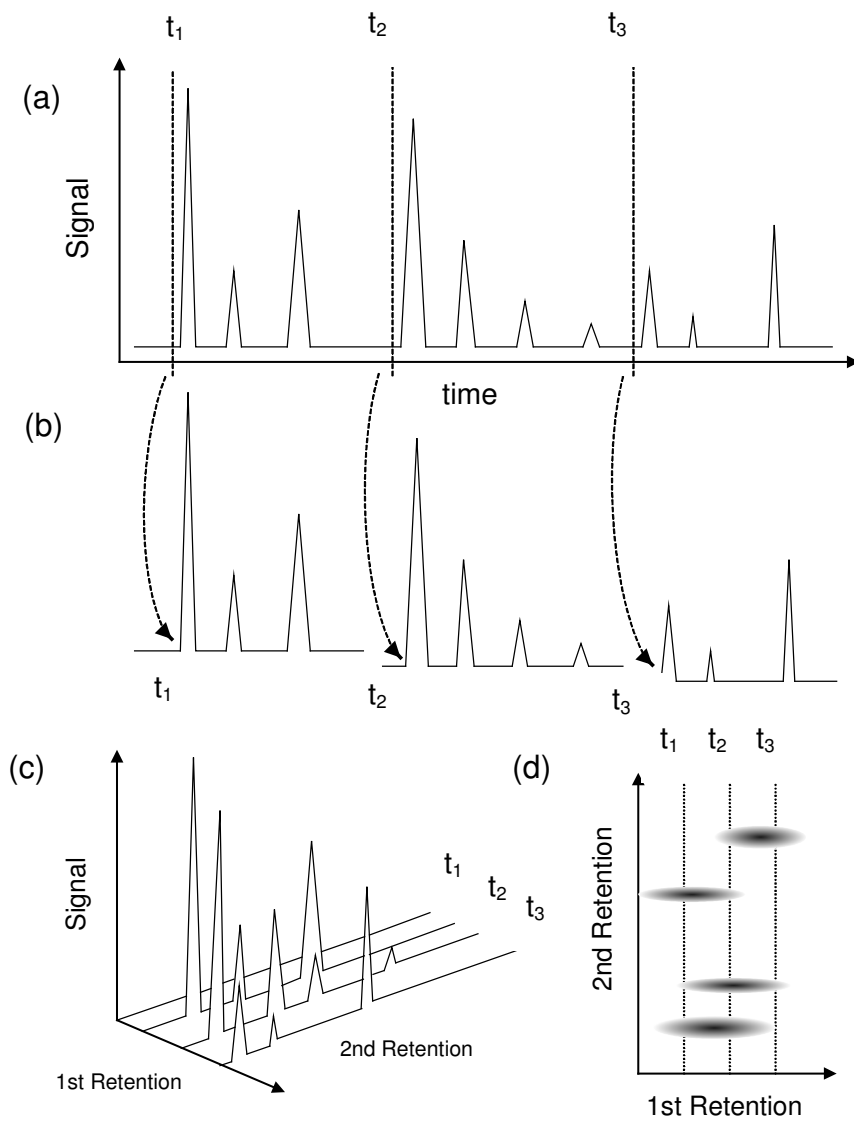 t1 t2 t3
(a)
Signal
time
(b)
t1 t2 t3
(c)
Signal
t1
t2
t3
2nd Retention
1st Retention
(d)
t1 t2 t3
2nd Retention
1st Retention